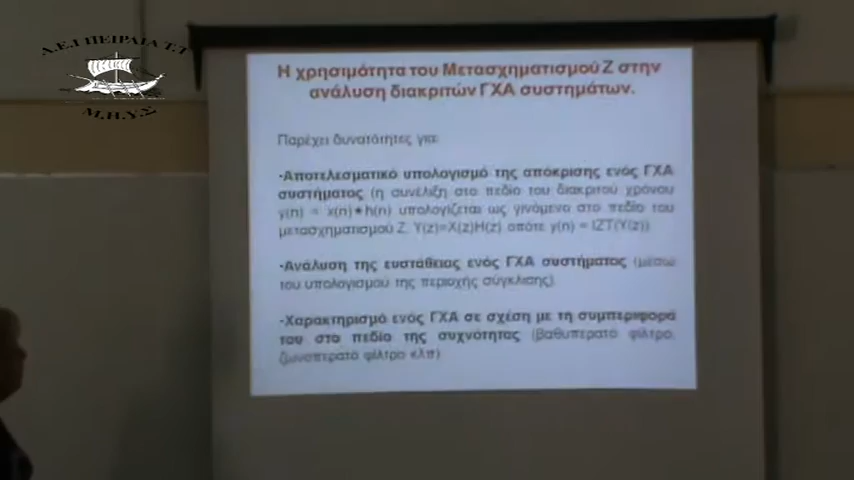 Α.Ε.Ι ΠΕΙΡΑΙΑ Τ.Τ
Μ.Η.Υ.Σ
Η χρησιμότητα του Μετασχηματισμού Ζ στην
ανάλυση διακριτών ΓΧΑ συστημάτων.
Παρέχει δυνατότητες για:
•Αποτελεσματικό υπολογισμό της απόκρισης ενός ΓΧΑ
συστήματος (η συνέλιξη στο πεδίο του διακριτού χρόνου
y(n) = x(n)*h(n) υπολογίζεται ως γινόμενο στο πεδίο του
μετασχηματισμού Ζ, Y(z)=X(z)H(z) οπότε y(n) = IZT(Y(z))
•Ανάλυση της ευστάθειας ενός ΓΧΑ συστήματος (μέσω
του υπολογισμού της περιοχής σύγκλισης)
•Χαρακτηρισμό ενός ΓΧΑ σε σχέση με τη συμπεριφορά
του στο πεδίο της συχνότητας (βαθυπερατό φίλτρο,
ζωνοπερατό φίλτρο κλπ)